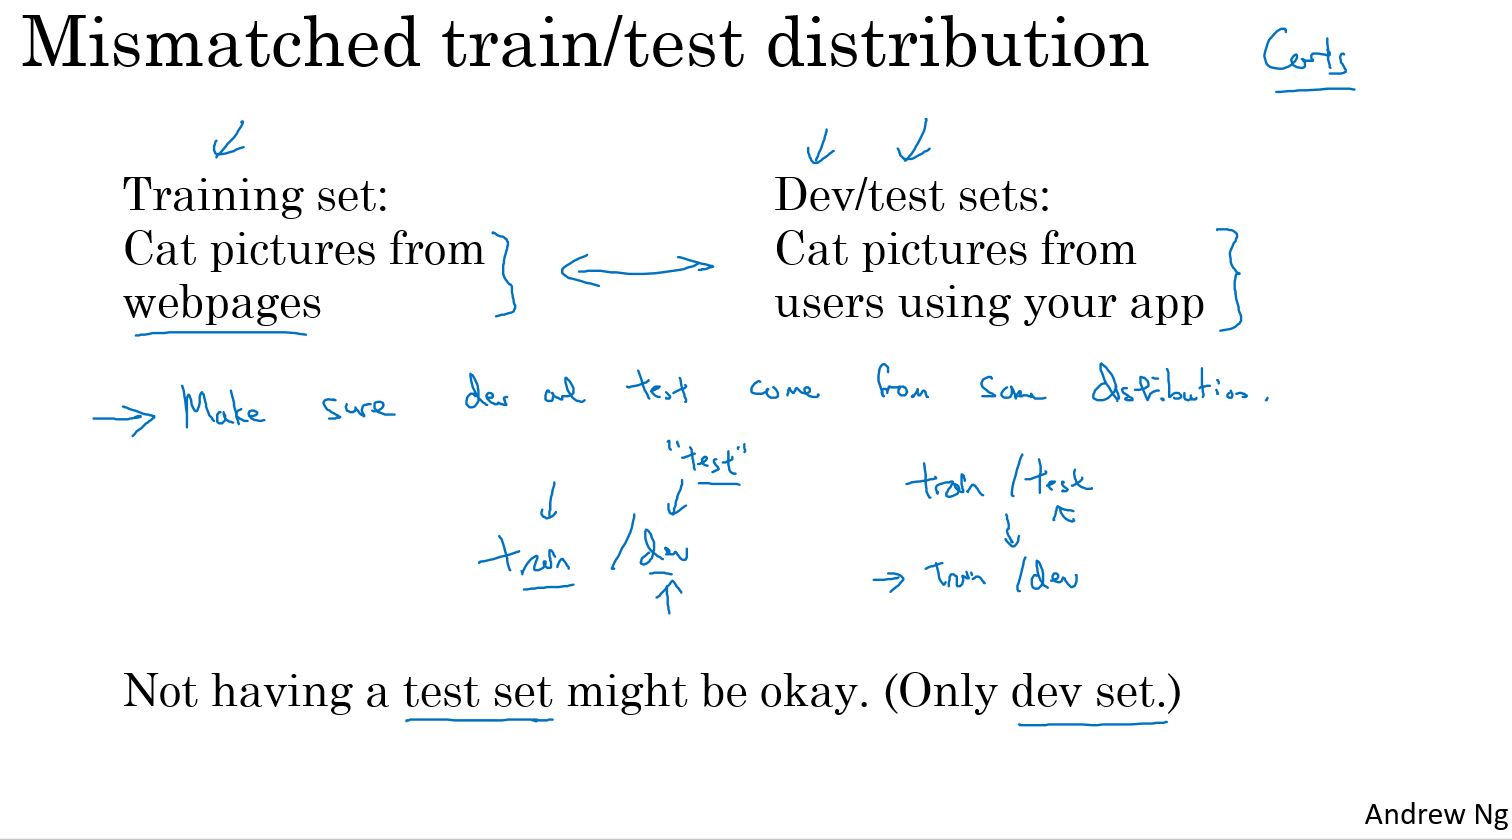 Mismatched train/test distribution
Training set:
Cat pictures from
webpages
Dev/test sets:
Cat pictures from
users using your app
→ Make sure dev and test come from same distribution.
"test"
train / dev
train / test
→ train / dev
Not having a test set might be okay. (Only dev set.)
Andrew Ng